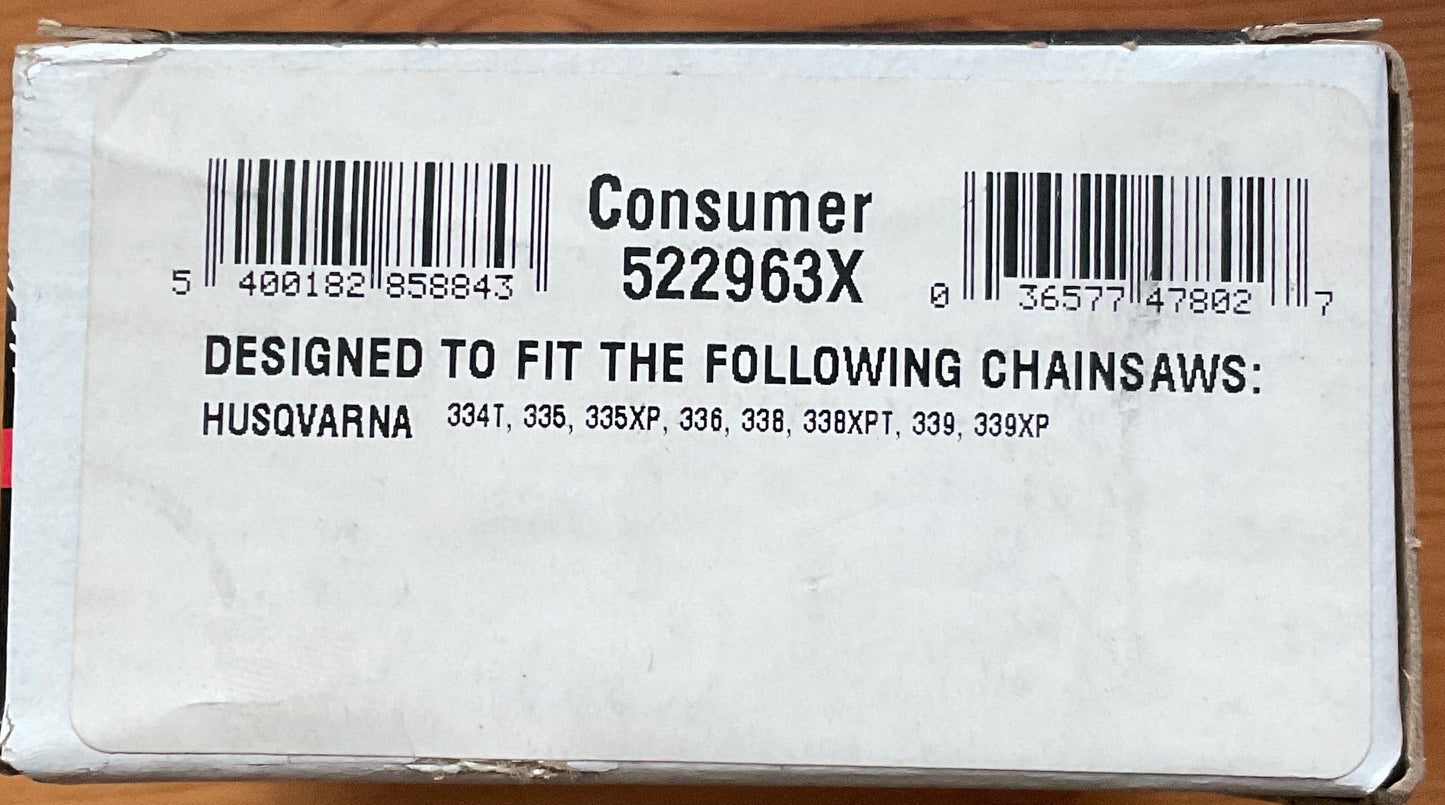 Consumer
522963X
5 400182 858843
0 36577 47802 7
DESIGNED TO FIT THE FOLLOWING CHAINSAWS:
HUSQVARNA 334T, 335, 335XP, 336, 338, 338XPT, 339, 339XP